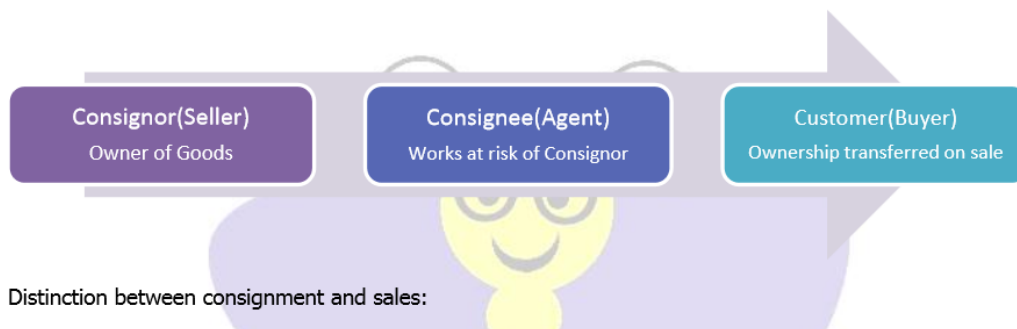 Consignor(Seller)
Owner of Goods
Consignee(Agent)
Works at risk of Consignor
Customer(Buyer)
Ownership transferred on sale
Distinction between consignment and sales: